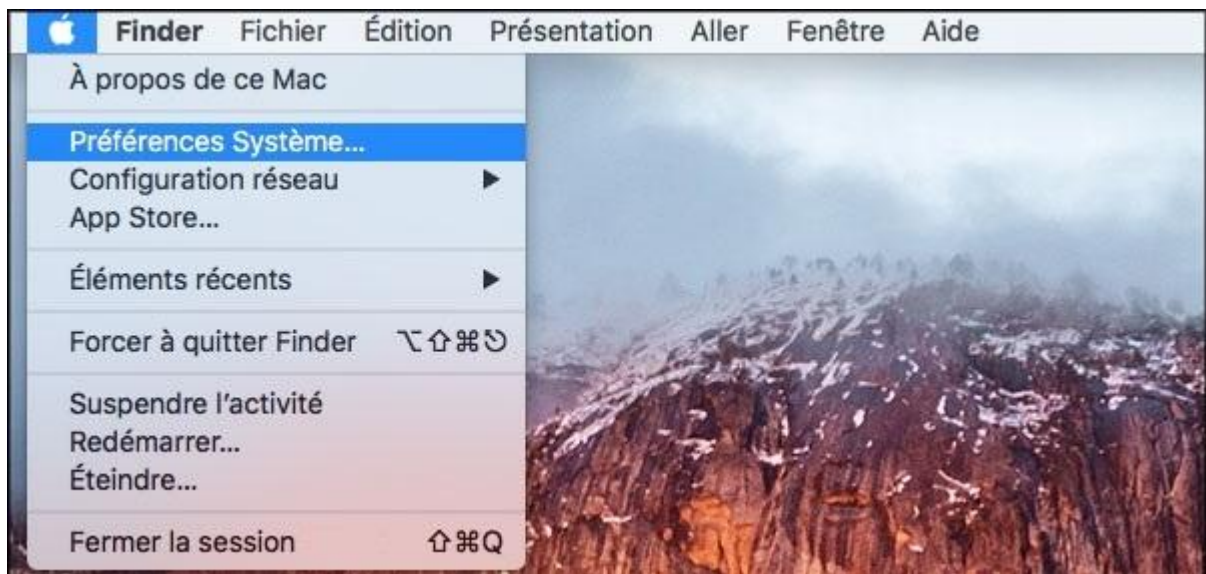 Finder Fichier Édition Présentation Aller Fenêtre Aide
À propos de ce Mac
Préférences Système...
Configuration réseau ▶
App Store...
Éléments récents ▶
Forcer à quitter Finder ⌥⇧⌘⎋
Suspendre l’activité
Redémarrer...
Éteindre...
Fermer la session ⇧⌘Q